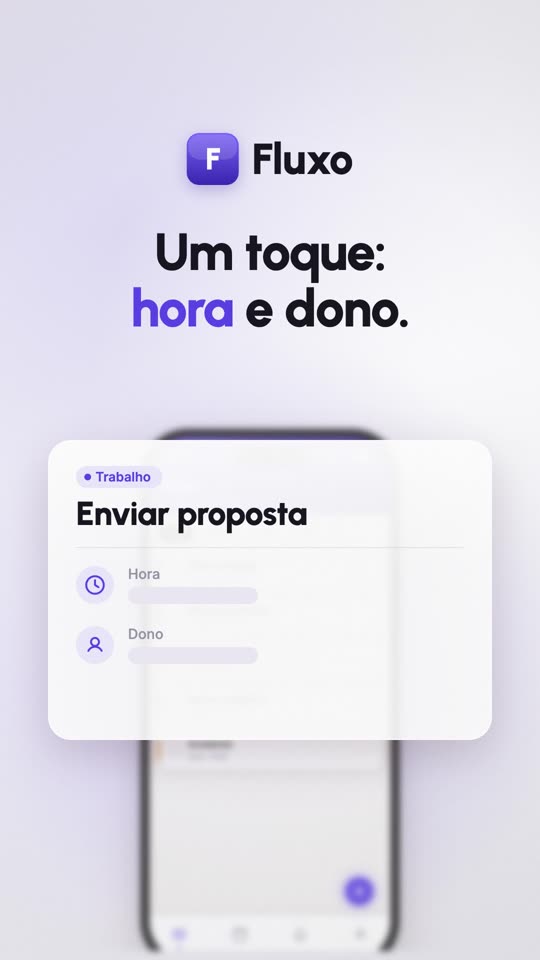 F Fluxo
Um toque:
hora e dono.
Trabalho
Enviar proposta
Hora
Dono